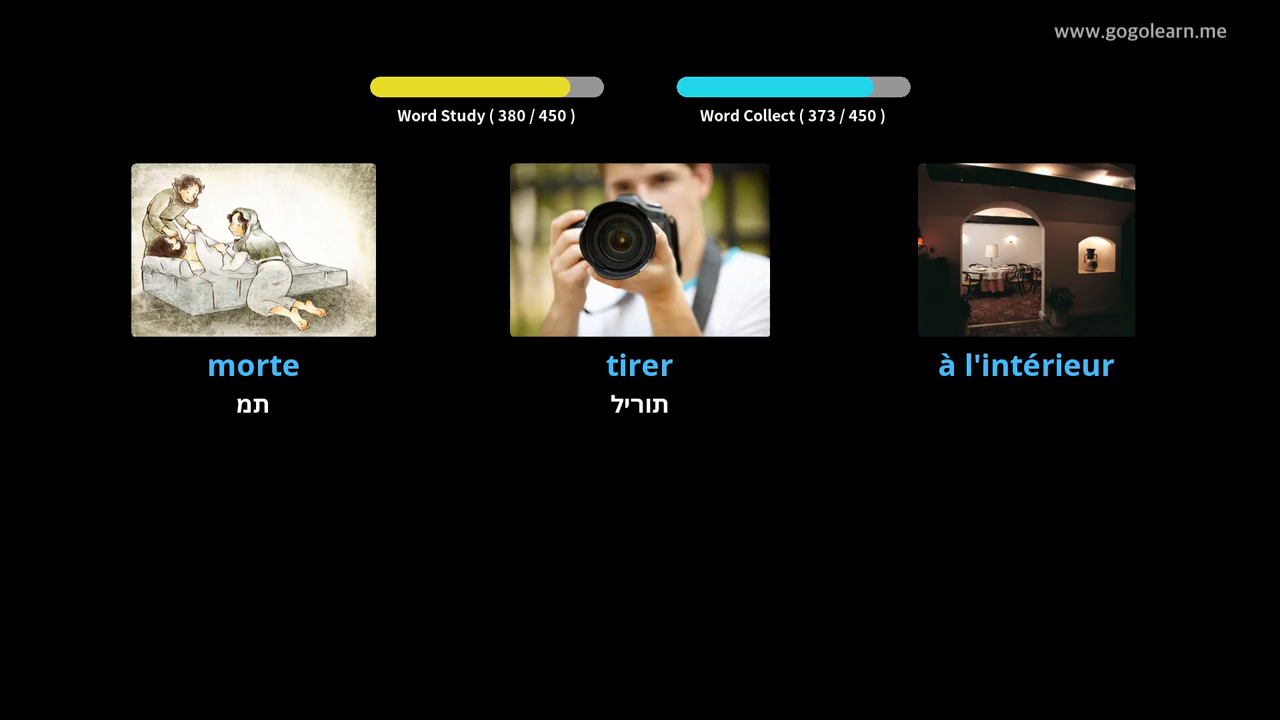 www.gogolearn.me
Word Study ( 380 / 450 )
Word Collect ( 373 / 450 )
morte
תמ
tirer
תוריל
à l'intérieur